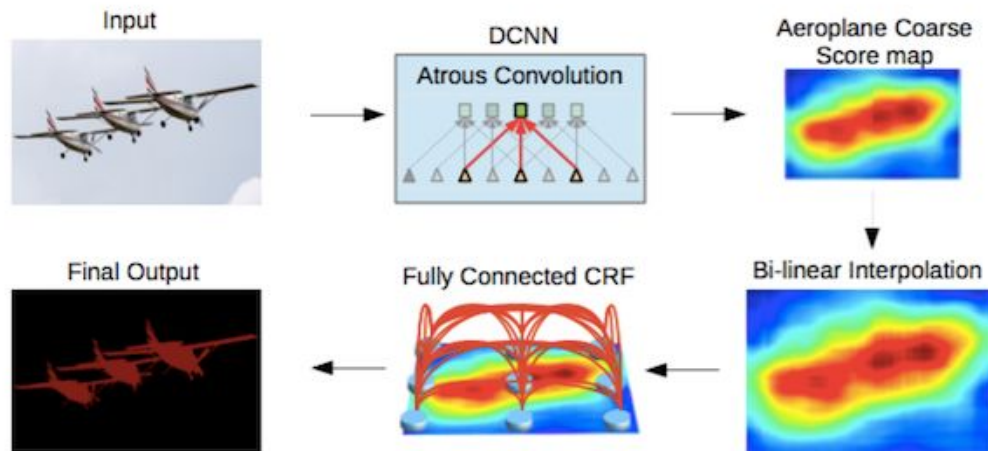 Input
DCNN
Atrous Convolution
Aeroplane Coarse
Score map
Final Output
Fully Connected CRF
Bi-linear Interpolation